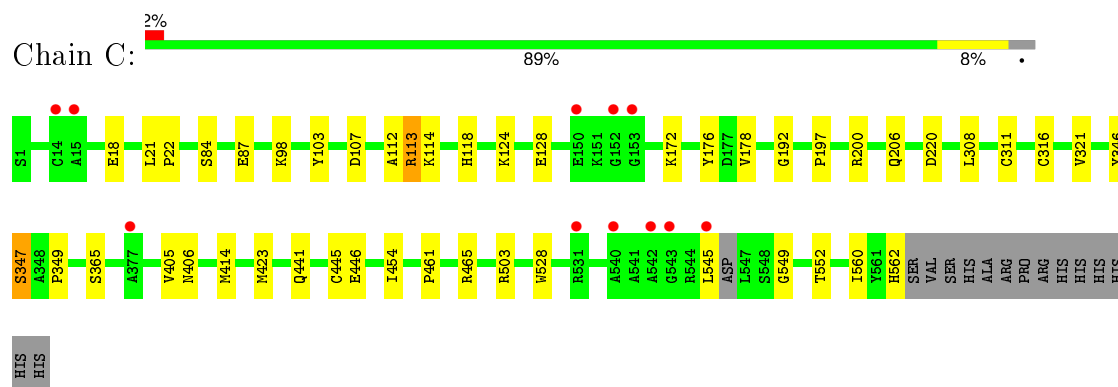 2%
Chain C:
89%
8%
•
S1 C14 A15 E18 L21 P22 S84 E87 K98 Y103 D107 A112 R113 K114 H118 K124 E128 E150 K151 G152 G153 K172 Y176 D177 V178 G192 P197 R200 Q206 D220 L308 C311 C316 V321 Y346
S347 A348 P349 S365 A377 V405 N406 M414 M423 Q441 C445 E446 I454 P461 R465 R503 W528 R531 A540 A541 A542 G543 R544 L545 ASP L547 S548 G549 T552 I560 Y561 H562 SER VAL SER HIS ALA ARG PRO ARG HIS HIS HIS HIS
HIS HIS